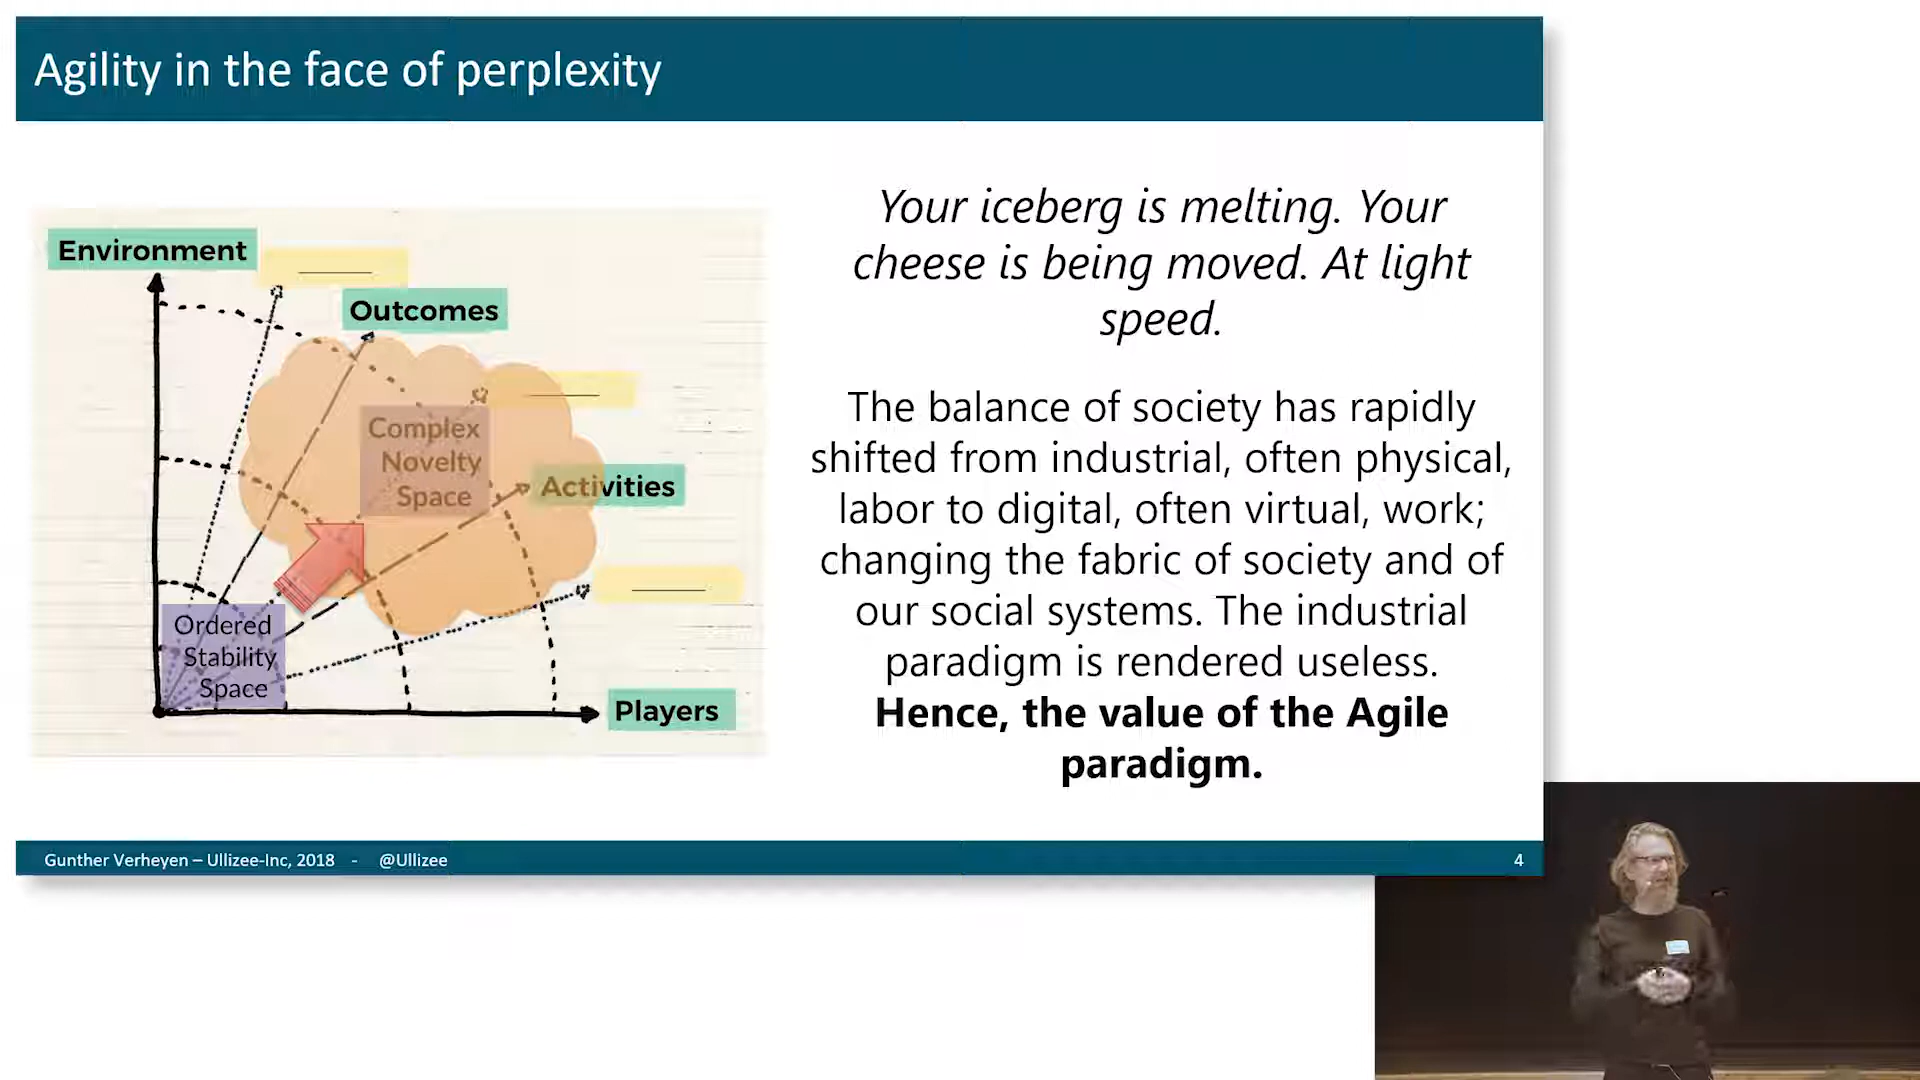 Agility in the face of perplexity
Environment
Outcomes
Complex
Novelty
Space
Activities
Ordered
Stability
Space
Players
Your iceberg is melting. Your
cheese is being moved. At light
speed.
The balance of society has rapidly
shifted from industrial, often physical,
labor to digital, often virtual, work;
changing the fabric of society and of
our social systems. The industrial
paradigm is rendered useless.
Hence, the value of the Agile
paradigm.
Gunther Verheyen – Ullizee-Inc, 2018 - @Ullizee
4